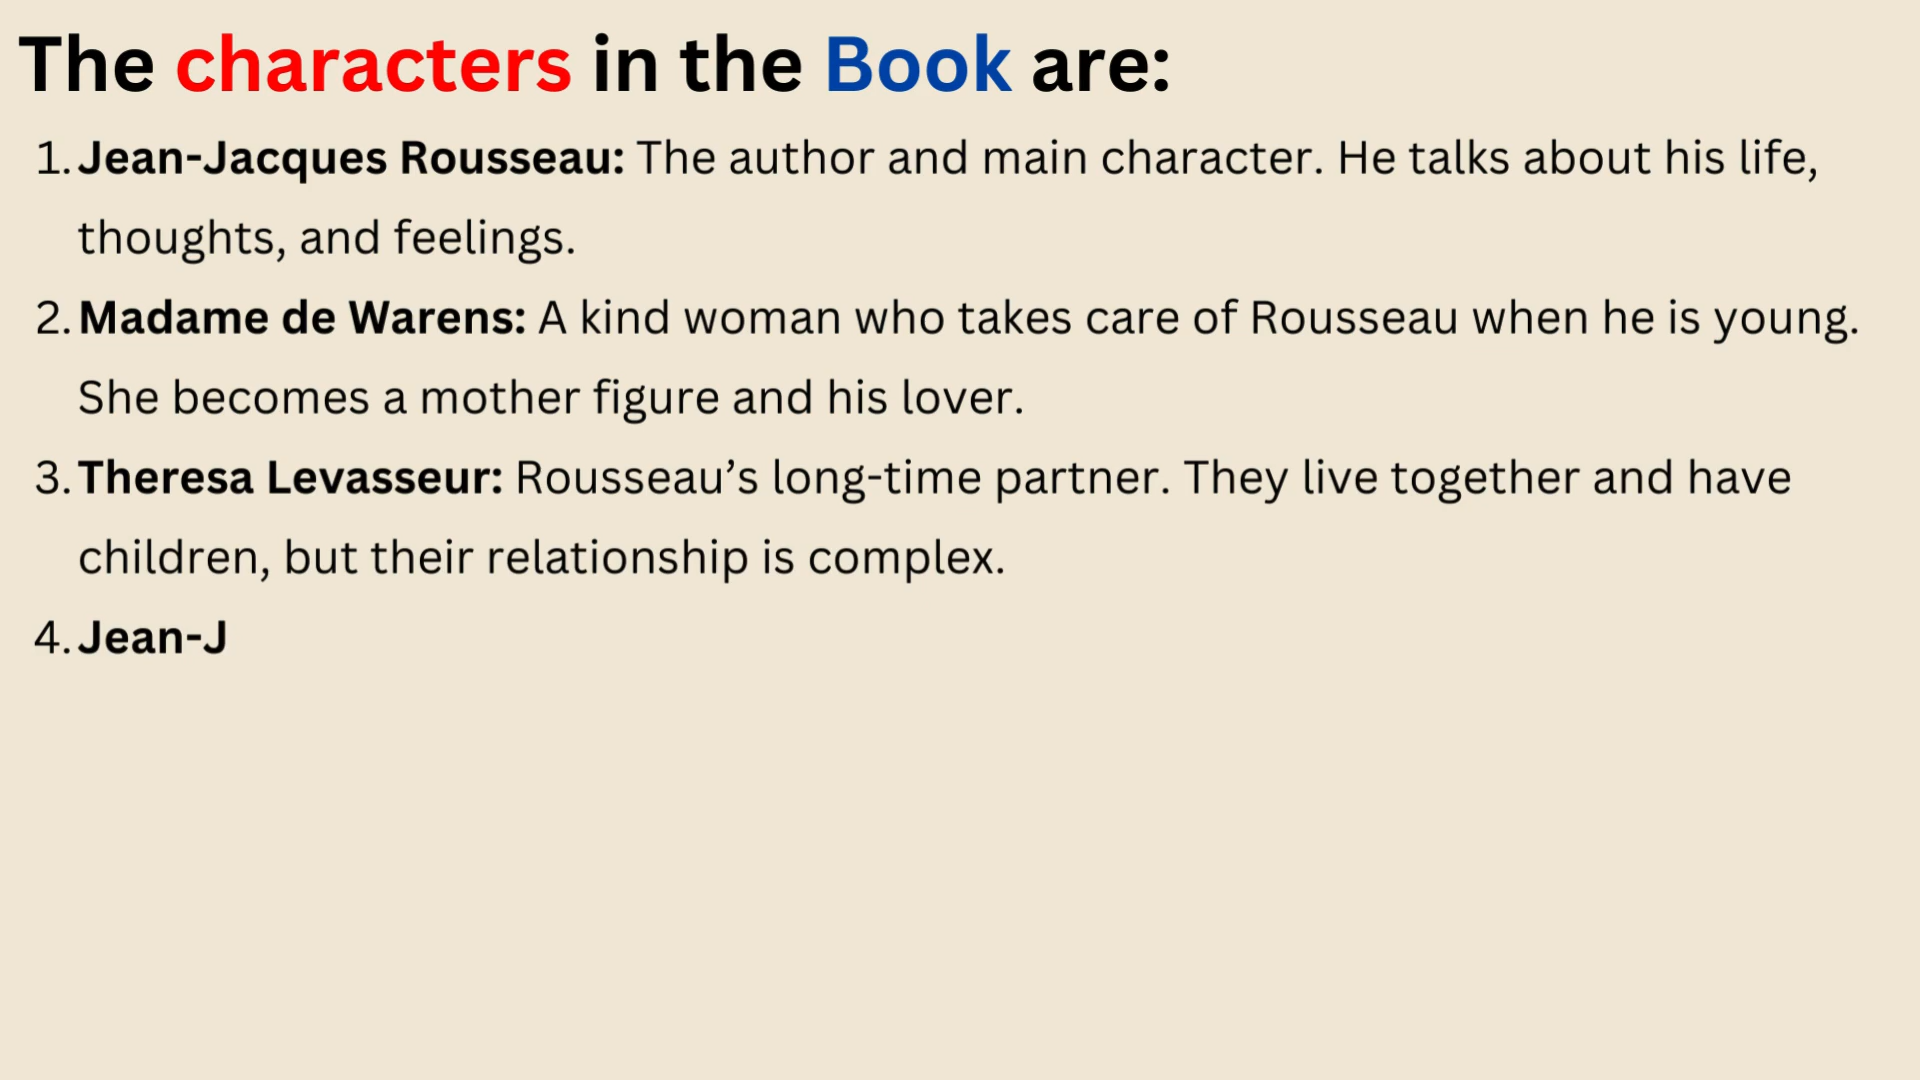 The characters in the Book are:
1. Jean-Jacques Rousseau: The author and main character. He talks about his life,
thoughts, and feelings.
2. Madame de Warens: A kind woman who takes care of Rousseau when he is young.
She becomes a mother figure and his lover.
3. Theresa Levasseur: Rousseau’s long-time partner. They live together and have
children, but their relationship is complex.
4. Jean-J